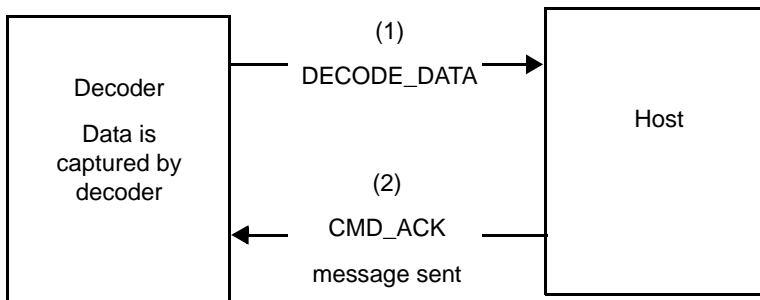 Decoder
Data is
captured by
decoder
(1)
DECODE_DATA
Host
(2)
CMD_ACK
message sent